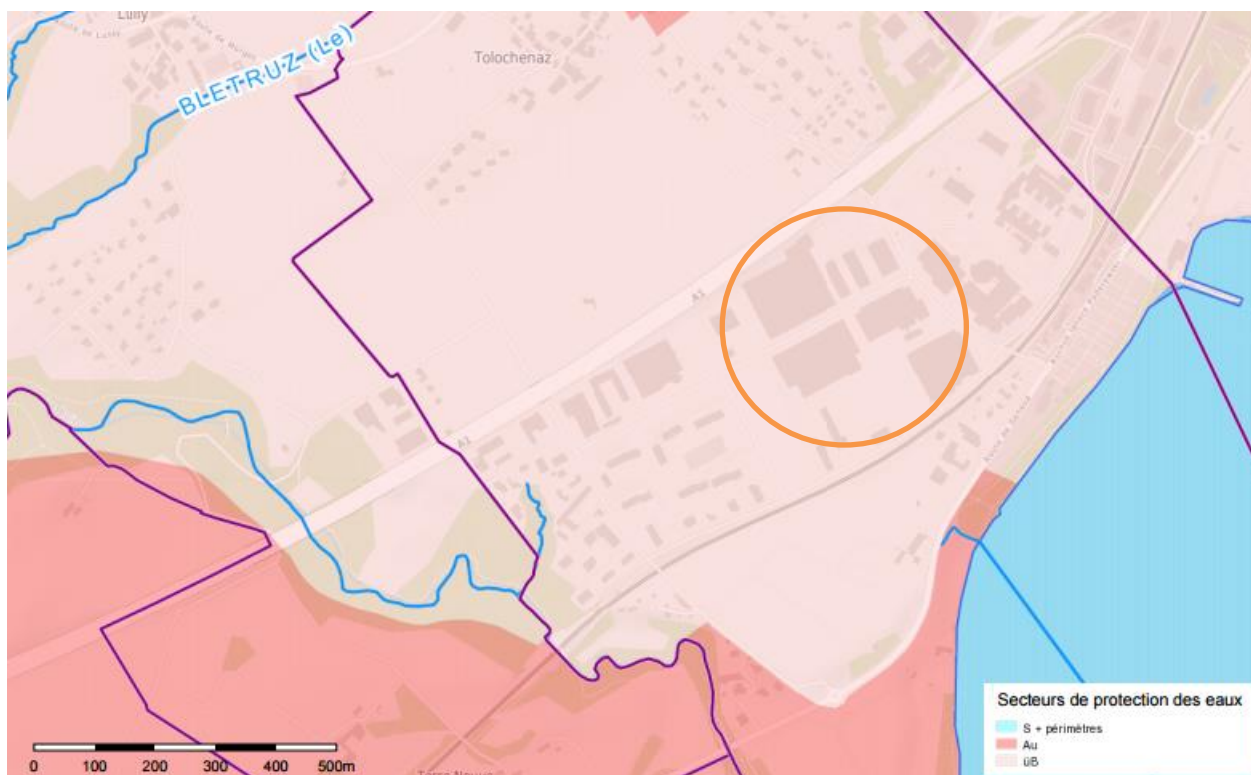 Lully
BLETRUZ (Le)
Tolochenaz
A1
A1
Secteurs de protection des eaux
S + périmètres
Au
üB
0 100 200 300 400 500m